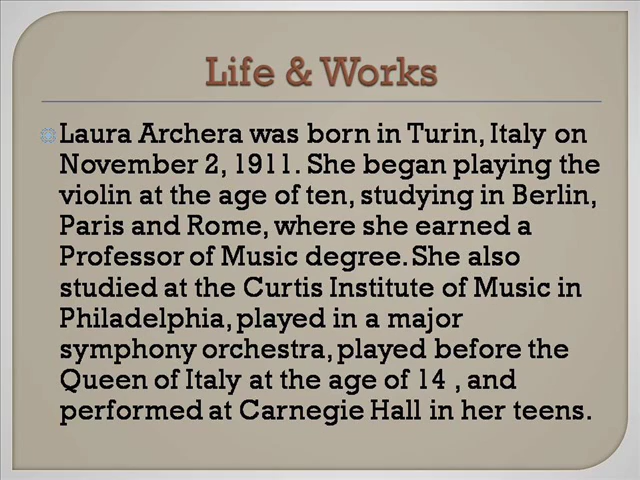 Life & Works
Laura Archera was born in Turin, Italy on
November 2, 1911. She began playing the
violin at the age of ten, studying in Berlin,
Paris and Rome, where she earned a
Professor of Music degree. She also
studied at the Curtis Institute of Music in
Philadelphia, played in a major
symphony orchestra, played before the
Queen of Italy at the age of 14 , and
performed at Carnegie Hall in her teens.